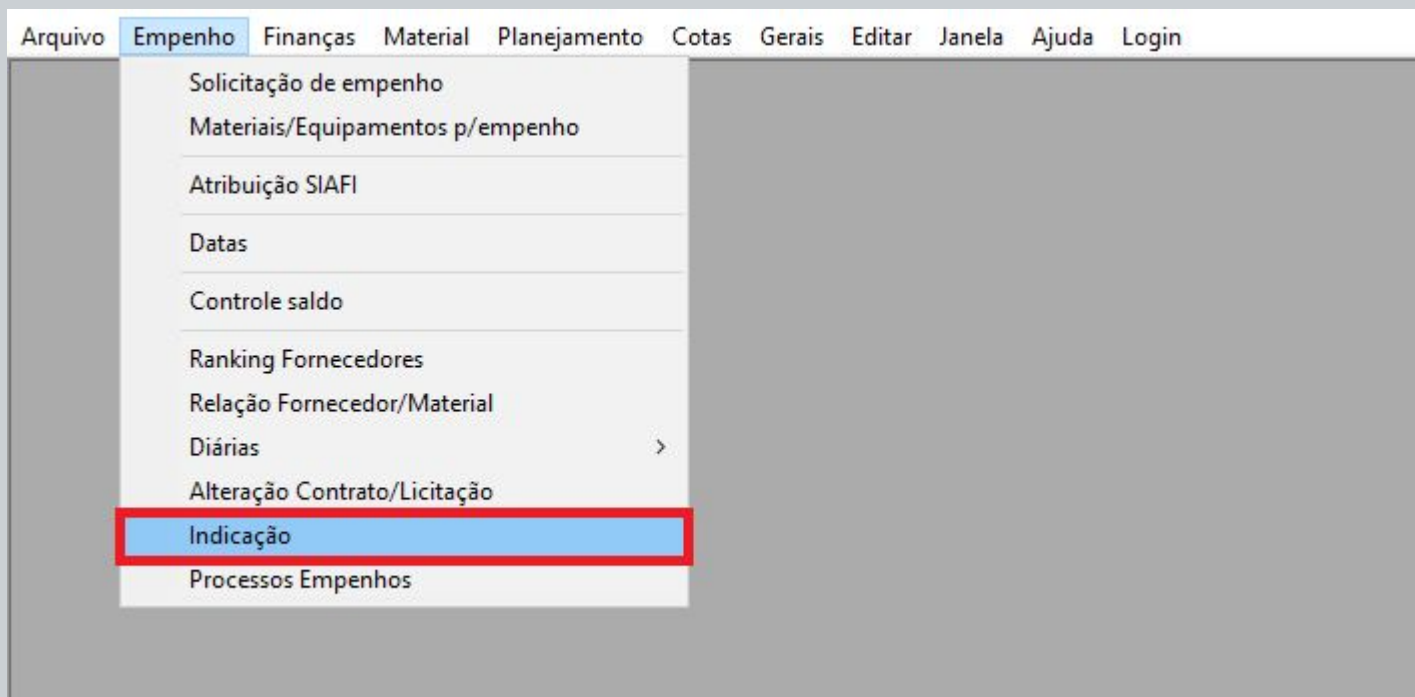 Arquivo Empenho Finanças Material Planejamento Cotas Gerais Editar Janela Ajuda Login
Solicitação de empenho
Materiais/Equipamentos p/empenho
Atribuição SIAFI
Datas
Controle saldo
Ranking Fornecedores
Relação Fornecedor/Material
Diárias
Alteração Contrato/Licitação
Indicação
Processos Empenhos